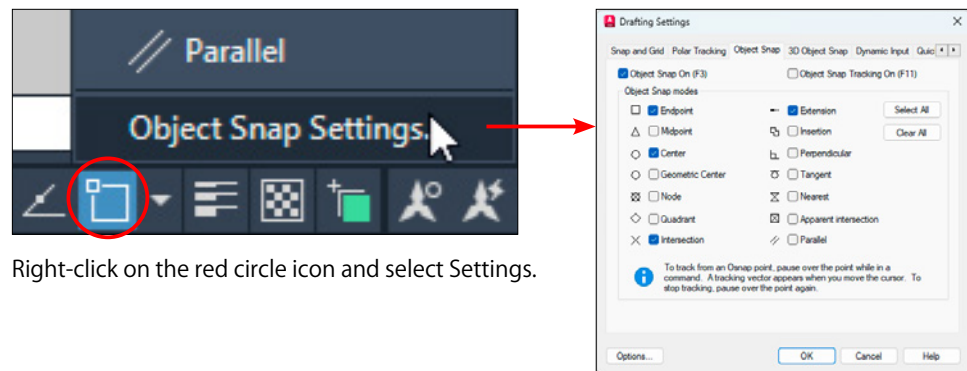 Parallel
Object Snap Settings.
Right-click on the red circle icon and select Settings.
Drafting Settings
Snap and Grid Polar Tracking Object Snap 3D Object Snap Dynamic Input Quic
Object Snap On (F3) Object Snap Tracking On (F11)
Object Snap modes
Endpoint Extension Select All
Midpoint Insertion Clear All
Center Perpendicular
Geometric Center Tangent
Node Nearest
Quadrant Apparent intersection
Intersection Parallel
To track from an Osnap point, pause over the point while in a
command. A tracking vector appears when you move the cursor. To
stop tracking, pause over the point again.
Options... OK Cancel Help